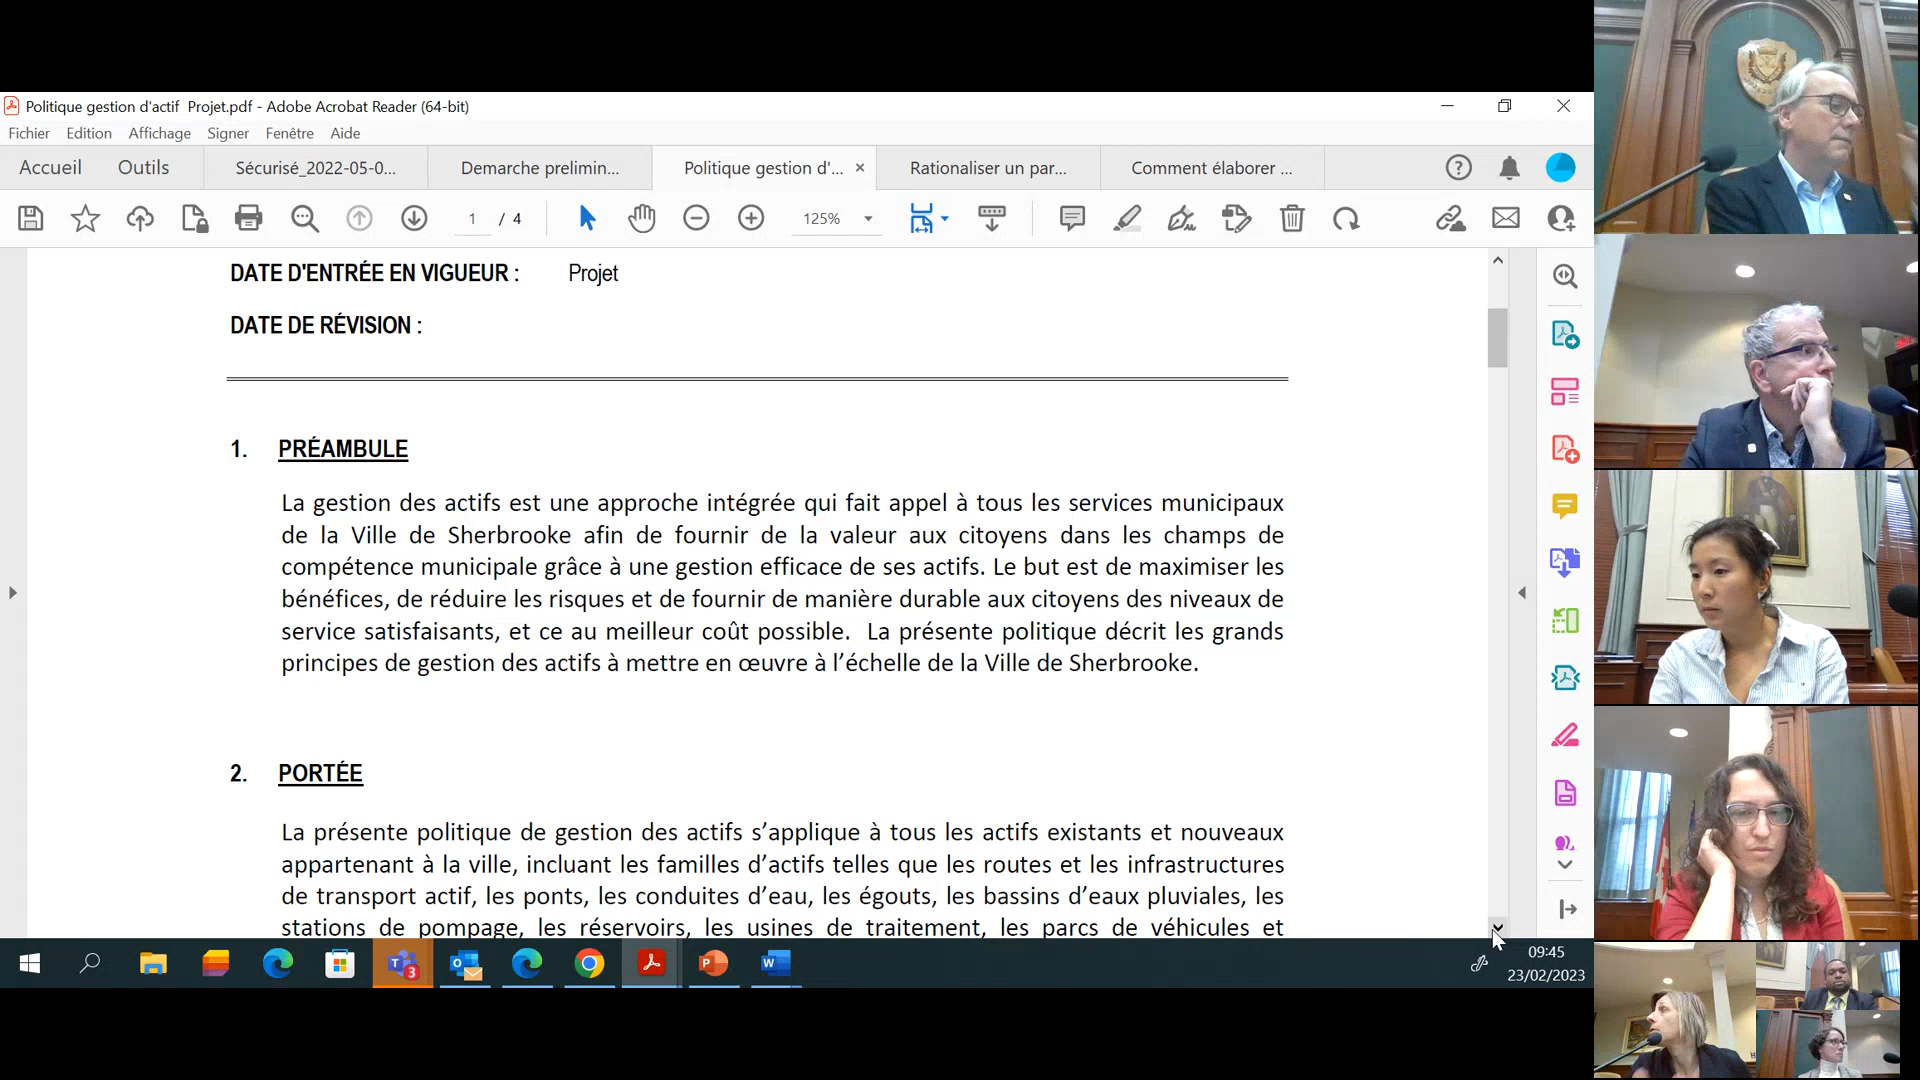 Politique gestion d'actif  Projet.pdf - Adobe Acrobat Reader (64-bit)
Fichier Edition Affichage Signer Fenêtre Aide
Accueil Outils Sécurisé_2022-05-0... Demarche prelimin... Politique gestion d'... × Rationaliser un par... Comment élaborer ...
1 / 4 125%
DATE D'ENTRÉE EN VIGUEUR : Projet
DATE DE RÉVISION :
1. PRÉAMBULE
La gestion des actifs est une approche intégrée qui fait appel à tous les services municipaux
de la Ville de Sherbrooke afin de fournir de la valeur aux citoyens dans les champs de
compétence municipale grâce à une gestion efficace de ses actifs. Le but est de maximiser les
bénéfices, de réduire les risques et de fournir de manière durable aux citoyens des niveaux de
service satisfaisants, et ce au meilleur coût possible.  La présente politique décrit les grands
principes de gestion des actifs à mettre en œuvre à l’échelle de la Ville de Sherbrooke.
2. PORTÉE
La présente politique de gestion des actifs s’applique à tous les actifs existants et nouveaux
appartenant à la ville, incluant les familles d’actifs telles que les routes et les infrastructures
de transport actif, les ponts, les conduites d’eau, les égouts, les bassins d’eaux pluviales, les
stations de pompage, les réservoirs, les usines de traitement, les parcs de véhicules et
3
09:45
23/02/2023